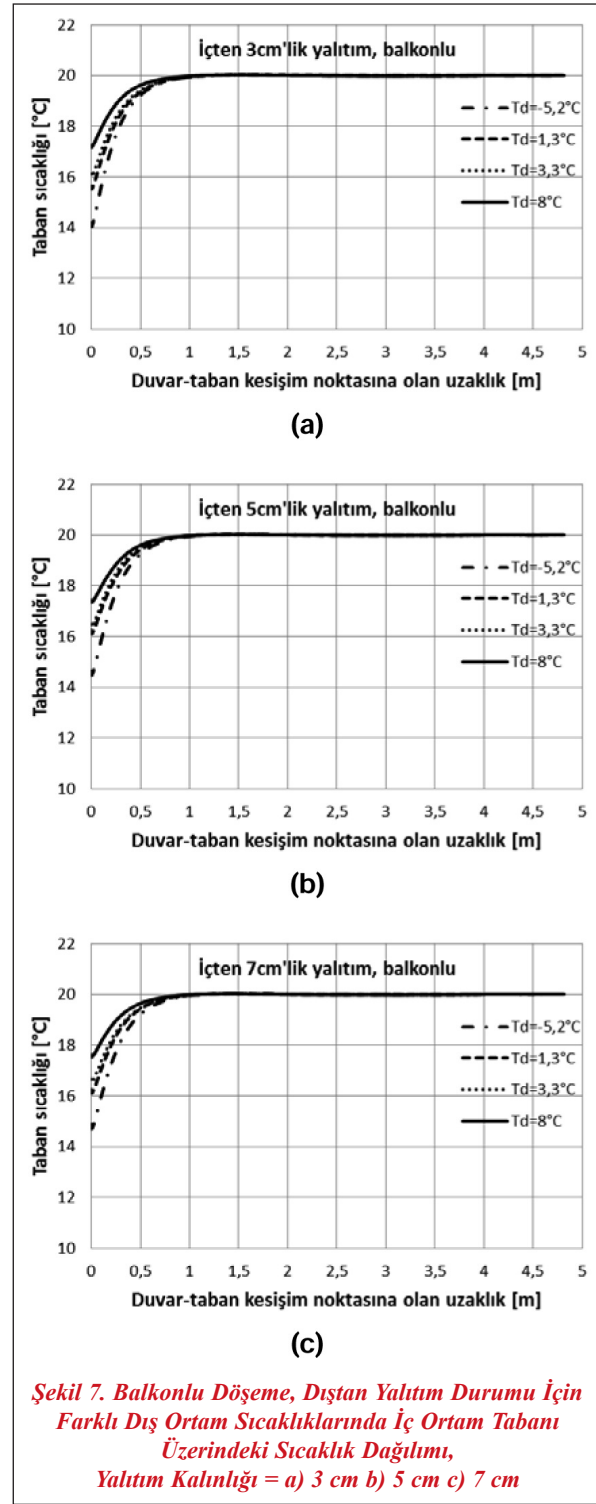 İçten 3cm'lik yalıtım, balkonlu
Taban sıcaklığı [°C]
22
20
18
16
14
12
10
Td=-5,2°C
Td=1,3°C
Td=3,3°C
Td=8°C
0 0,5 1 1,5 2 2,5 3 3,5 4 4,5 5
Duvar-taban kesişim noktasına olan uzaklık [m]
(a)
İçten 5cm'lik yalıtım, balkonlu
Taban sıcaklığı [°C]
22
20
18
16
14
12
10
Td=-5,2°C
Td=1,3°C
Td=3,3°C
Td=8°C
0 0,5 1 1,5 2 2,5 3 3,5 4 4,5 5
Duvar-taban kesişim noktasına olan uzaklık [m]
(b)
İçten 7cm'lik yalıtım, balkonlu
Taban sıcaklığı [°C]
22
20
18
16
14
12
10
Td=-5,2°C
Td=1,3°C
Td=3,3°C
Td=8°C
0 0,5 1 1,5 2 2,5 3 3,5 4 4,5 5
Duvar-taban kesişim noktasına olan uzaklık [m]
(c)
Şekil 7. Balkonlu Döşeme, Dıştan Yalıtım Durumu İçin
Farklı Dış Ortam Sıcaklıklarında İç Ortam Tabanı
Üzerindeki Sıcaklık Dağılımı,
Yalıtım Kalınlığı = a) 3 cm b) 5 cm c) 7 cm